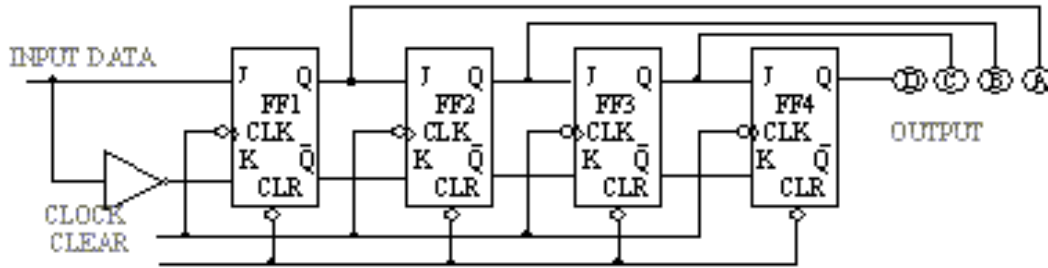 INPUT DATA
J Q
FF1
CLK
K Q̅
CLR
J Q
FF2
CLK
K Q̅
CLR
J Q
FF3
CLK
K Q̅
CLR
J Q
FF4
CLK
K Q̅
CLR
D C B A
OUTPUT
CLOCK
CLEAR